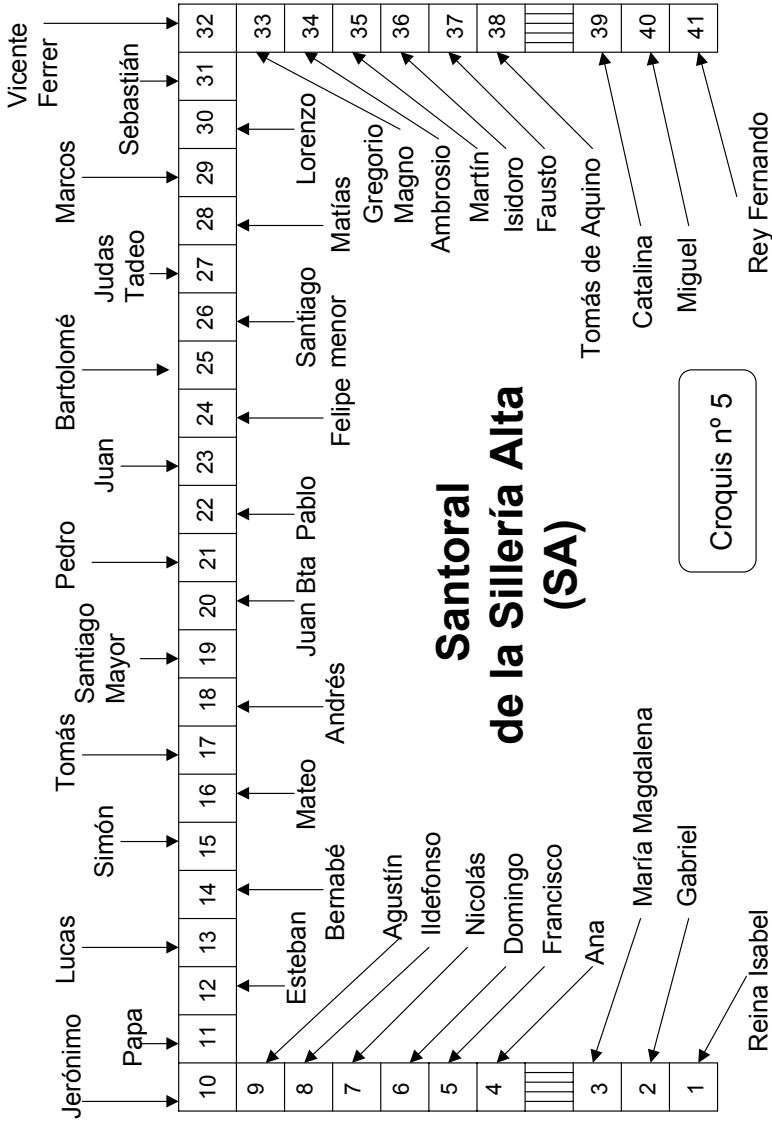 Vicente
Ferrer
Sebastián
Marcos
Judas
Tadeo
Bartolomé
Juan
Pedro
Santiago
Mayor
Tomás
Simón
Lucas
Papa
Jerónimo
10 11 12 13 14 15 16 17 18 19 20 21 22 23 24 25 26 27 28 29 30 31 32
Esteban
Bernabé
Mateo
Andrés
Juan Bta
Pablo
Felipe
Santiago
menor
Matías
Lorenzo
9
8
7
6
5
4
3
2
1
Agustín
Ildefonso
Nicolás
Domingo
Francisco
Ana
María Magdalena
Gabriel
Reina Isabel
Santoral
de la Sillería Alta
(SA)
Croquis nº 5
33
34
35
36
37
38
39
40
41
Gregorio
Magno
Ambrosio
Martín
Isidoro
Fausto
Tomás de Aquino
Catalina
Miguel
Rey Fernando